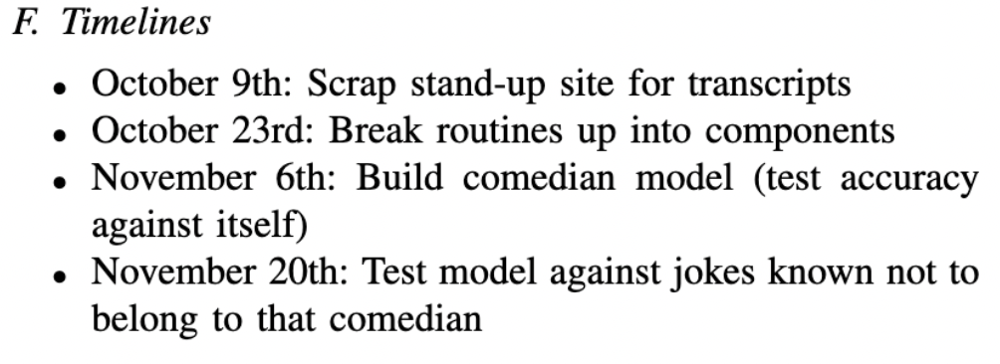 F. Timelines
• October 9th: Scrap stand-up site for transcripts
• October 23rd: Break routines up into components
• November 6th: Build comedian model (test accuracy
against itself)
• November 20th: Test model against jokes known not to
belong to that comedian